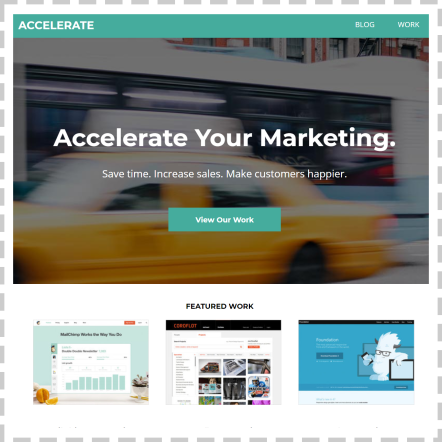 ACCELERATE
BLOG WORK
Accelerate Your Marketing.
Save time. Increase sales. Make customers happier.
View Our Work
FEATURED WORK
MailChimp Works the Way You Do
CARGOFLOT
Foundation